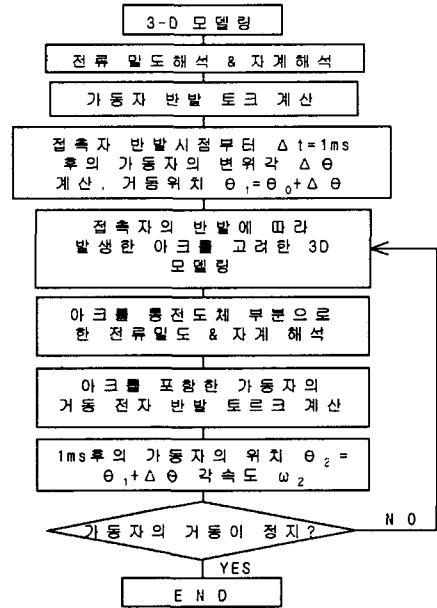 3-D 모델링
전류 밀도해석 & 자계해석
가동자 반발 토크 계산
접촉자 반발시점부터 Δt=1ms
후의 가동자의 변위각 Δθ
계산. 거동위치 θ₁=θ₀+Δθ
접촉자의 반발에 따라
발생한 아크를 고려한 3D
모델링
아크를 통전도체 부분으로
한 전류밀도 & 자계 해석
아크를 포함한 가동자의
거동 전자 반발 토르크 계산
1ms후의 가동자의 위치 θ₂=
θ₁+Δθ 각속도 ω₂
가동자의 거동이 정지?
NO
YES
END